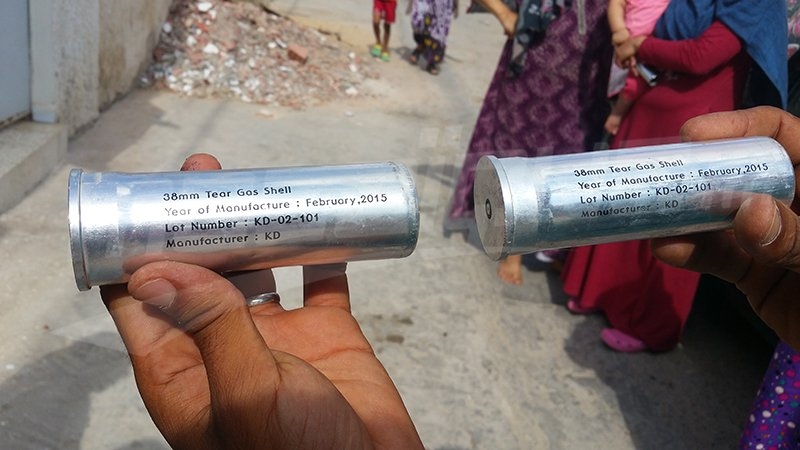 38mm Tear Gas Shell
Year of Manufacture : February,2015
Lot Number : KD-02-101
Manufacturer : KD
38mm Tear Gas Shell
Year of Manufacture : February, 2015
Lot Number : KD-02-101
Manufacturer : KD